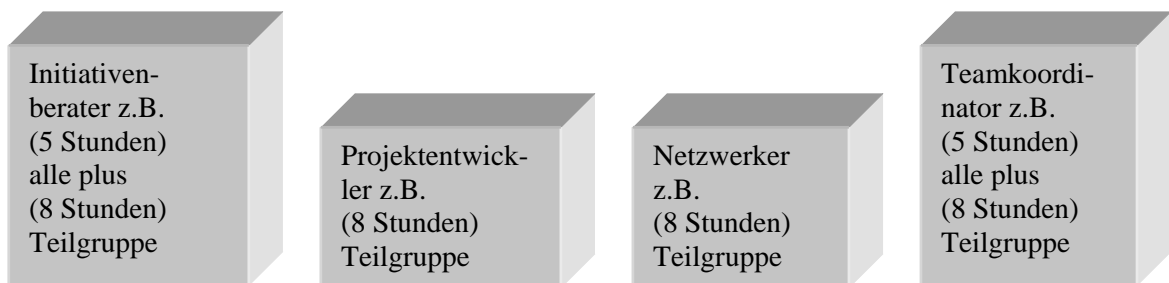 Initiativen-
berater z.B.
(5 Stunden)
alle plus
(8 Stunden)
Teilgruppe
Projektentwick-
ler z.B.
(8 Stunden)
Teilgruppe
Netzwerker
z.B.
(8 Stunden)
Teilgruppe
Teamkoordi-
nator z.B.
(5 Stunden)
alle plus
(8 Stunden)
Teilgruppe